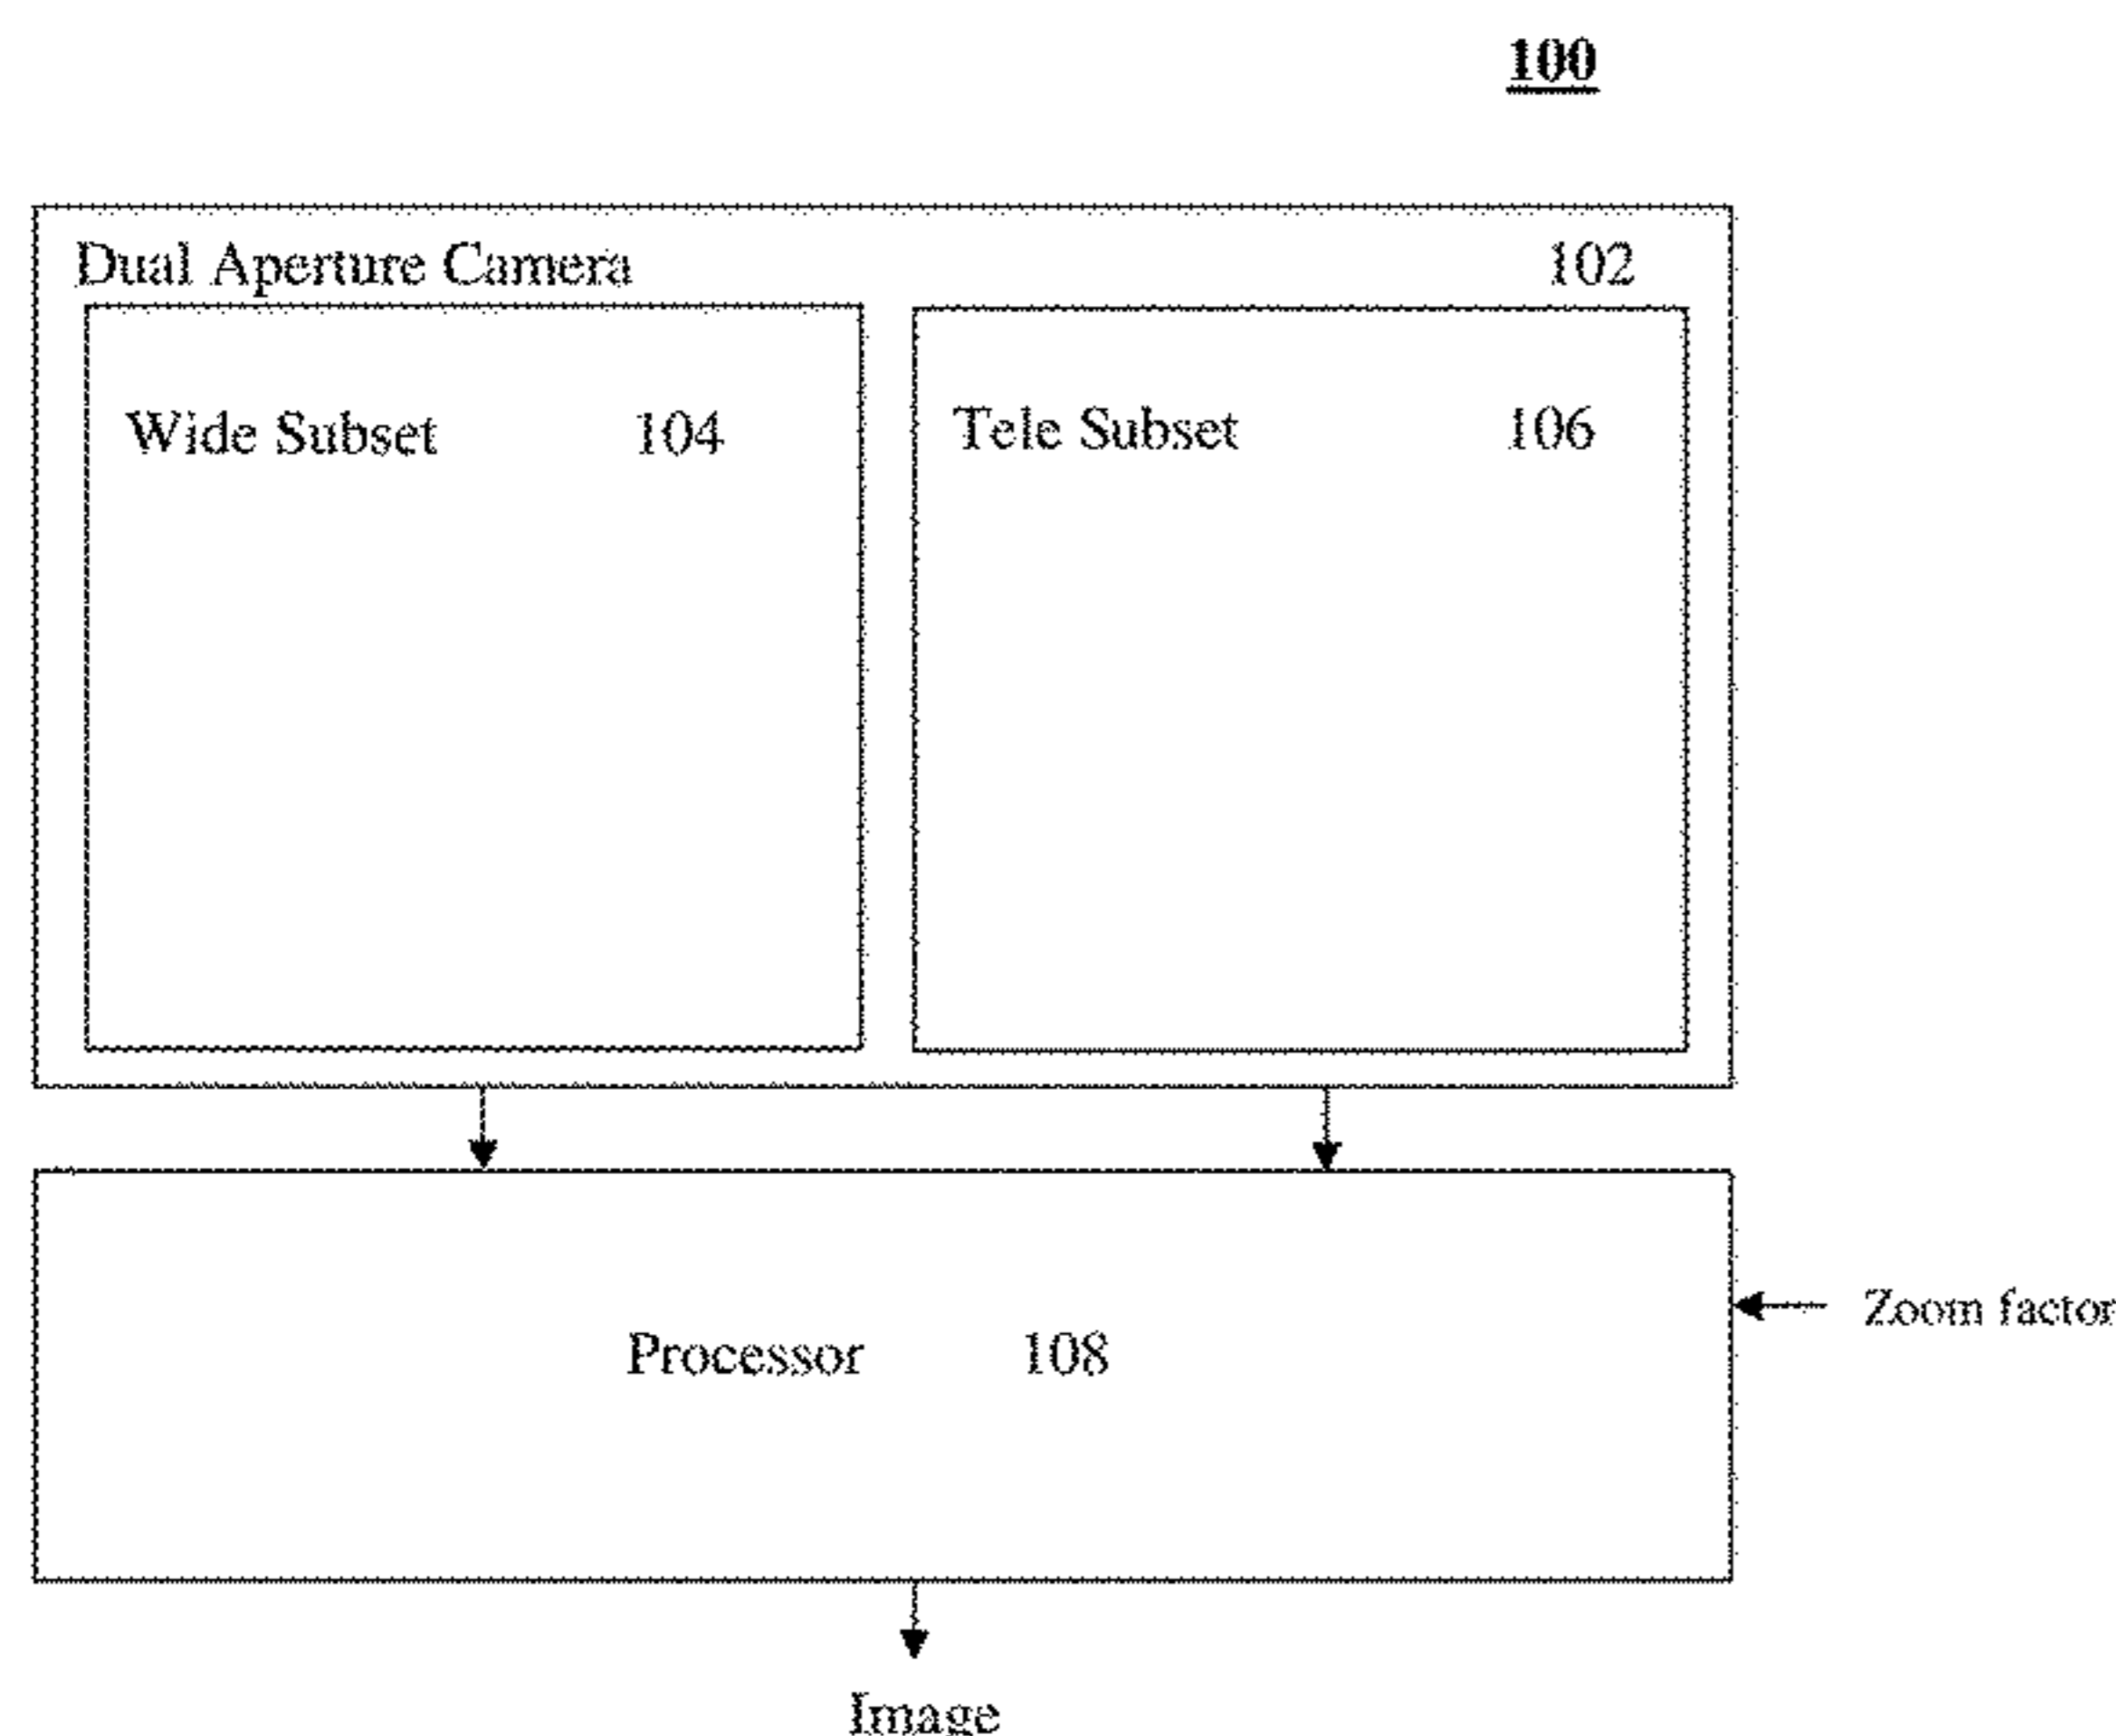 100
Dual Aperture Camera 102
Wide Subset 104
Tele Subset 106
Processor 108
Zoom factor
Image